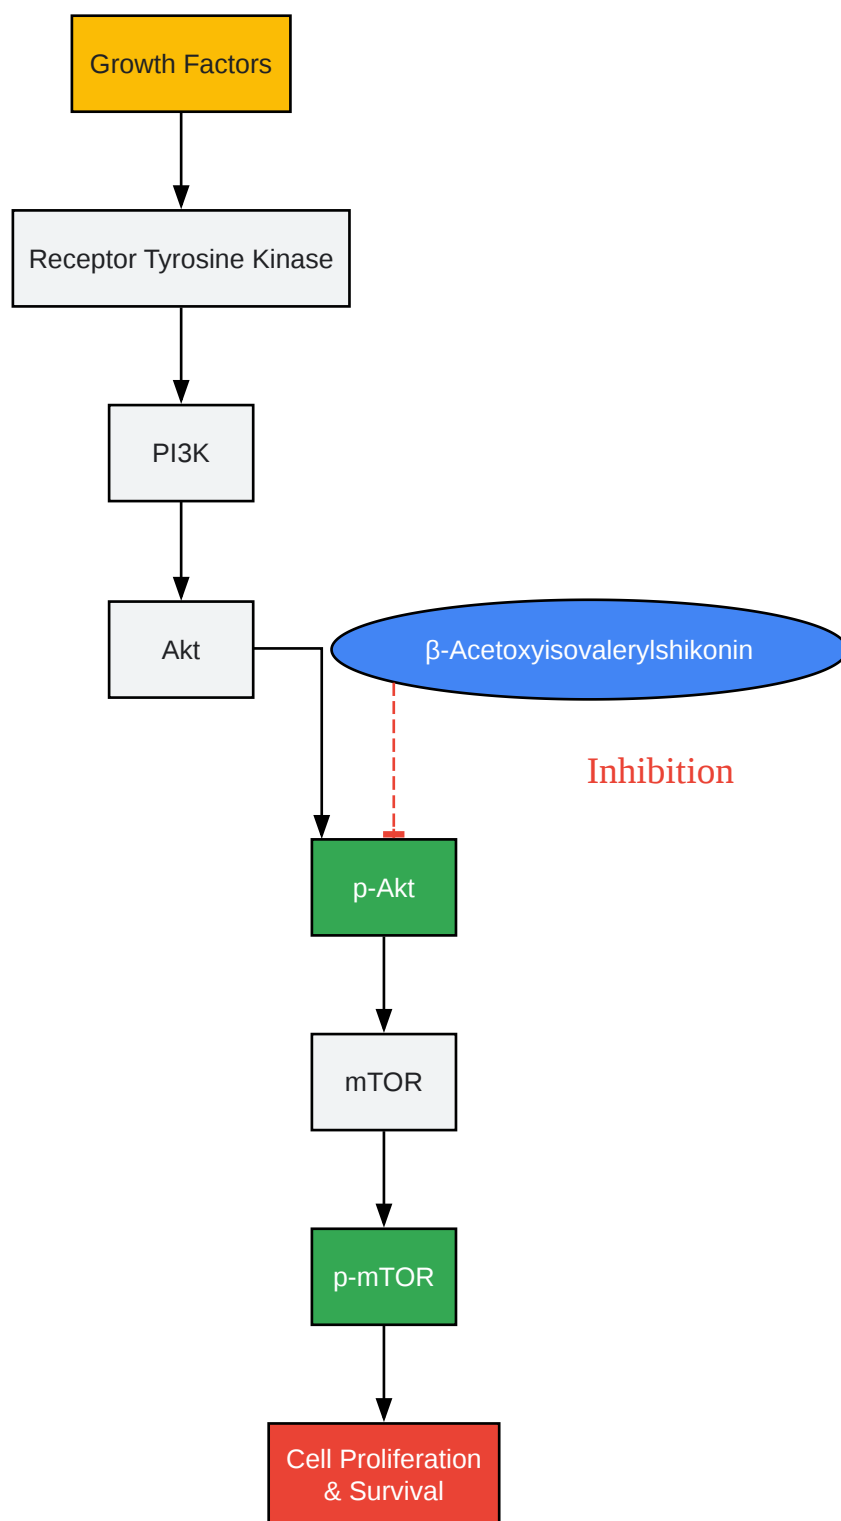 Growth Factors
Receptor Tyrosine Kinase
PI3K
Akt
β-Acetoxyisovalerylshikonin
Inhibition
p-Akt
mTOR
p-mTOR
Cell Proliferation
& Survival